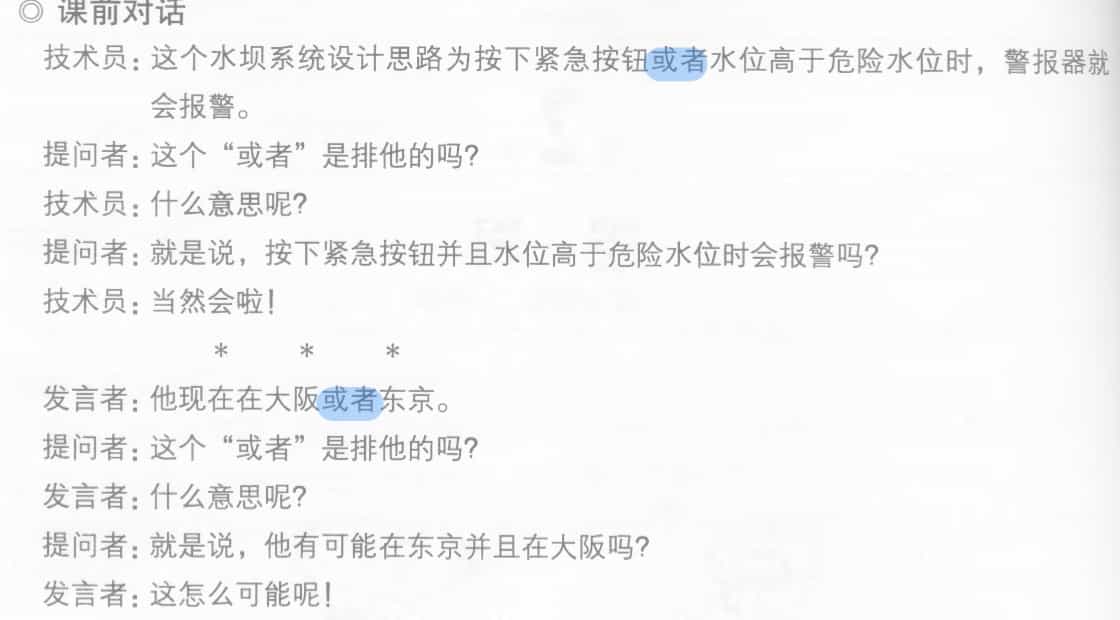 ◎ 课前对话
技术员：这个水坝系统设计思路为按下紧急按钮或者水位高于危险水位时，警报器就
会报警。
提问者：这个“或者”是排他的吗？
技术员：什么意思呢？
提问者：就是说，按下紧急按钮并且水位高于危险水位时会报警吗？
技术员：当然会啦！
* * *
发言者：他现在在大阪或者东京。
提问者：这个“或者”是排他的吗？
发言者：什么意思呢？
提问者：就是说，他有可能在东京并且在大阪吗？
发言者：这怎么可能呢！